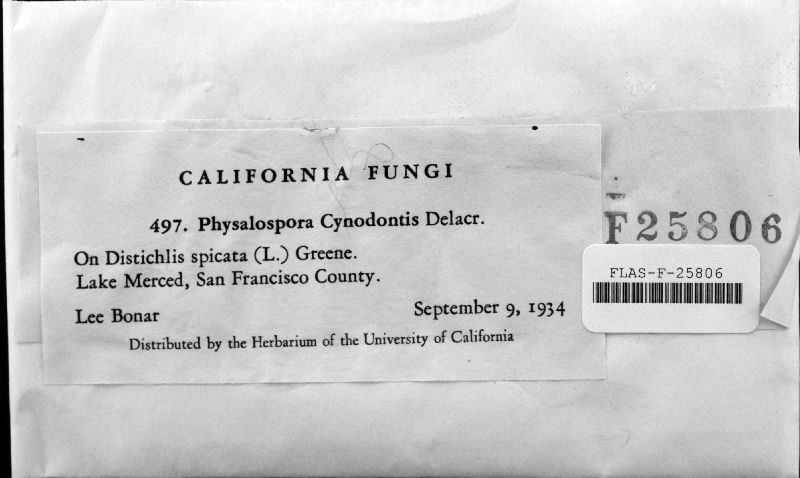 CALIFORNIA FUNGI
497. Physalospora Cynodontis Delacr.
On Distichlis spicata (L.) Greene.
Lake Merced, San Francisco County.
Lee Bonar September 9, 1934
Distributed by the Herbarium of the University of California
F25806
FLAS-F-25806